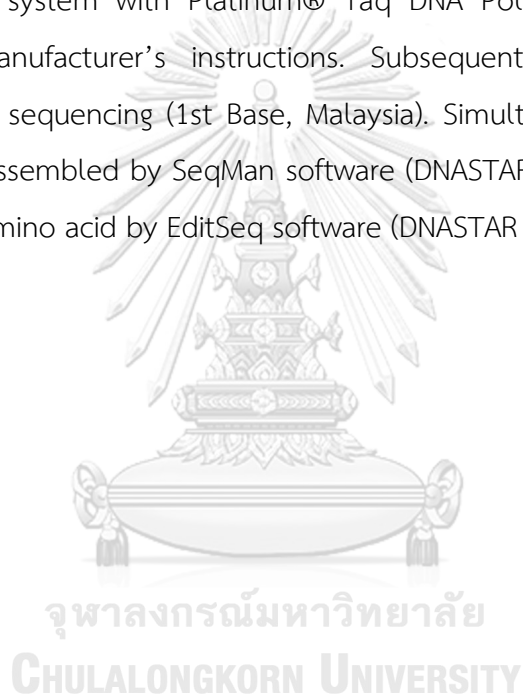 system with Platinum® Taq DNA Pol
anufacturer's instructions. Subsequent
sequencing (1st Base, Malaysia). Simult
ssembled by SeqMan software (DNASTAR
mino acid by EditSeq software (DNASTAR
จุฬาลงกรณ์มหาวิทยาลัย
CHULALONGKORN UNIVERSITY